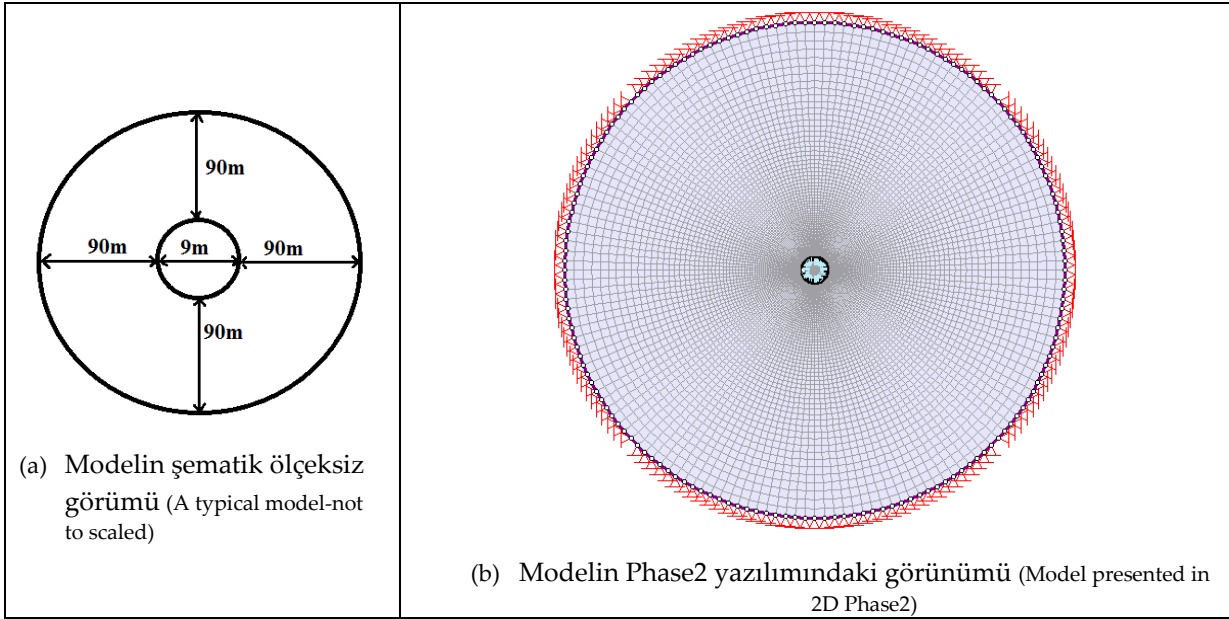 90m
90m
9m
90m
90m
(a) Modelin şematik ölçeksiz
görümü (A typical model-not
to scaled)
(b) Modelin Phase2 yazılımındaki görünümü (Model presented in
2D Phase2)